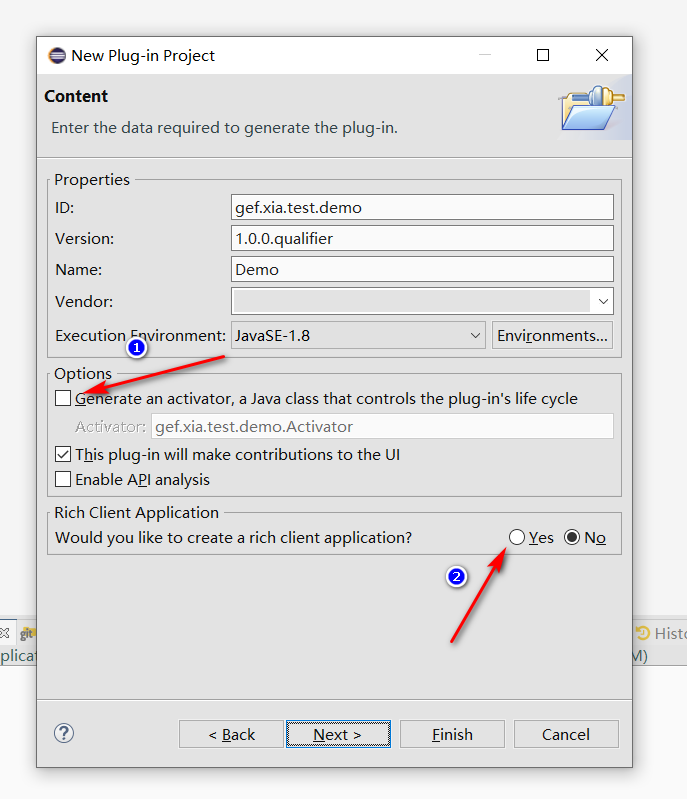 New Plug-in Project
Content
Enter the data required to generate the plug-in.
Properties
ID: gef.xia.test.demo
Version: 1.0.0.qualifier
Name: Demo
Vendor:
Execution Environment: JavaSE-1.8 Environments...
1
Options
Generate an activator, a Java class that controls the plug-in's life cycle
Activator: gef.xia.test.demo.Activator
This plug-in will make contributions to the UI
Enable API analysis
Rich Client Application
Would you like to create a rich client application? Yes No
2
git Histo
plicat M)
? < Back Next > Finish Cancel